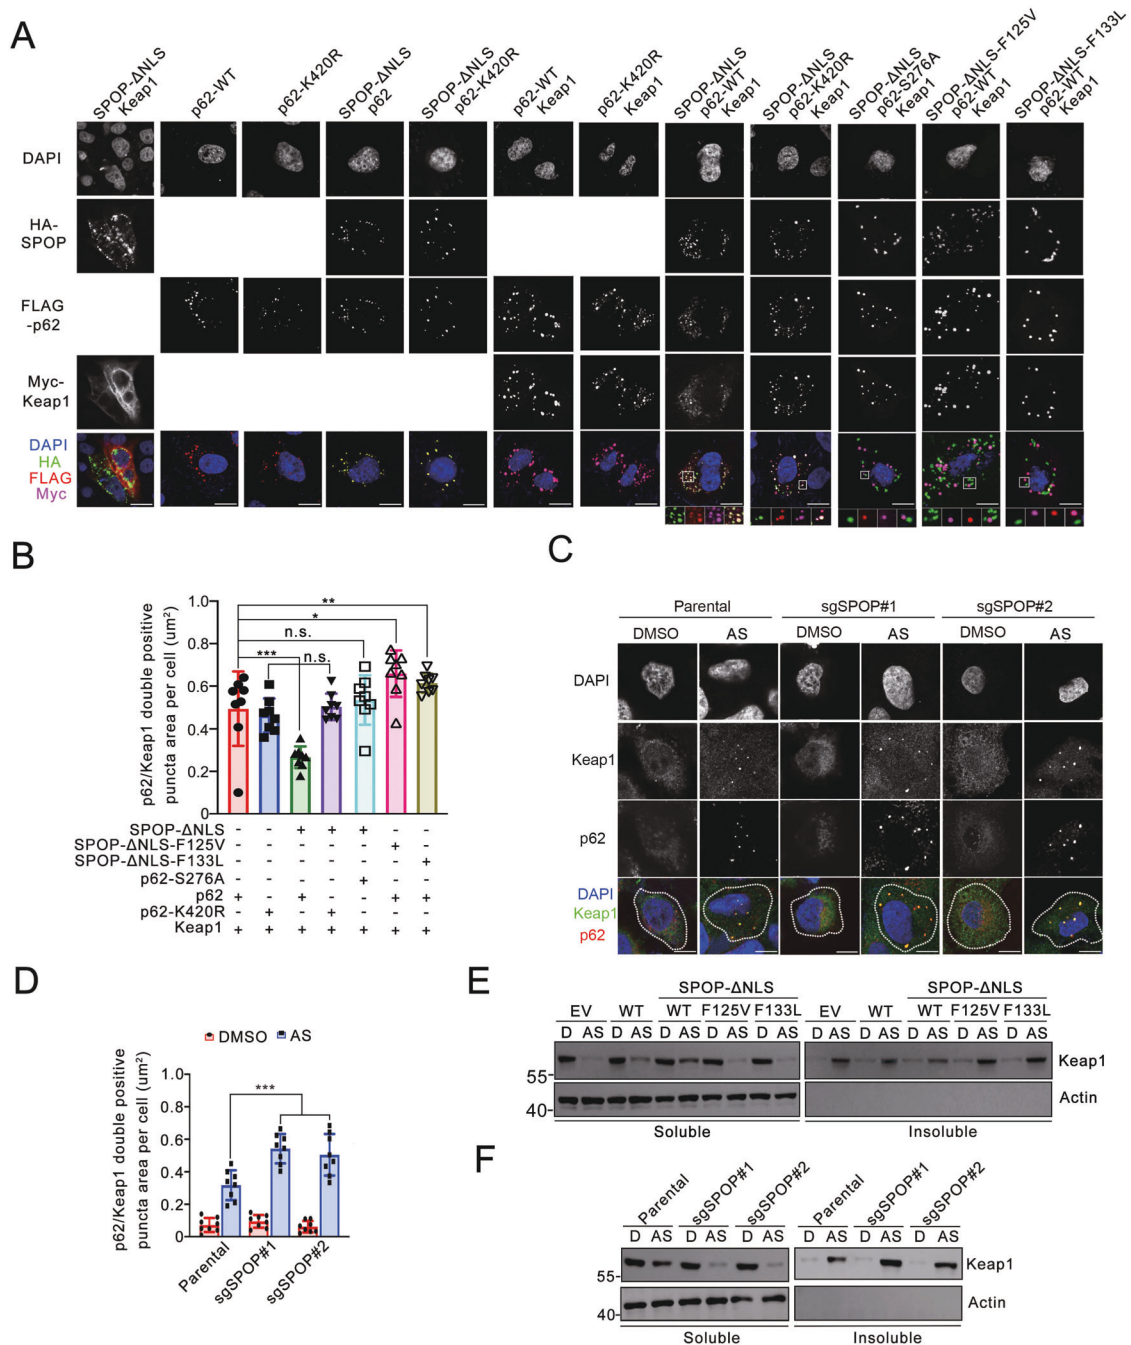 A
SPOP-ΔNLS
Keap1
p62-WT
p62-K420R
SPOP-ΔNLS
p62
SPOP-ΔNLS
p62-K420R
p62-WT
Keap1
p62-K420R
Keap1
SPOP-ΔNLS
p62-WT
Keap1
SPOP-ΔNLS
p62-K420R
Keap1
SPOP-ΔNLS
p62-S276A
Keap1
SPOP-ΔNLS-F125V
p62-WT
Keap1
SPOP-ΔNLS-F133L
p62-WT
Keap1
DAPI
HA-
SPOP
FLAG
-p62
Myc-
Keap1
DAPI
HA
FLAG
Myc
B
p62/Keap1 double positive
puncta area per cell (um²)
1.0
0.8
0.6
0.4
0.2
0
**
*
n.s.
***
n.s.
SPOP-ΔNLS - - + + + - -
SPOP-ΔNLS-F125V - - - - - + -
SPOP-ΔNLS-F133L - - - - - - +
p62-S276A - - - - + - -
p62 + - + - - + +
p62-K420R - + - + - - -
Keap1 + + + + + + +
C
Parental sgSPOP#1 sgSPOP#2
DMSO AS DMSO AS DMSO AS
DAPI
Keap1
p62
DAPI
Keap1
p62
D
DMSO AS
p62/Keap1 double positive
puncta area per cell (um²)
1.0
0.8
0.6
0.4
0.2
0
***
Parental
sgSPOP#1
sgSPOP#2
E
SPOP-ΔNLS SPOP-ΔNLS
EV WT WT F125V F133L EV WT WT F125V F133L
D AS D AS D AS D AS D AS D AS D AS D AS D AS D AS
Keap1
55-
Actin
40-
Soluble Insoluble
F
Parental sgSPOP#1 sgSPOP#2 Parental sgSPOP#1 sgSPOP#2
D AS D AS D AS D AS D AS D AS
Keap1
55-
Actin
40-
Soluble Insoluble